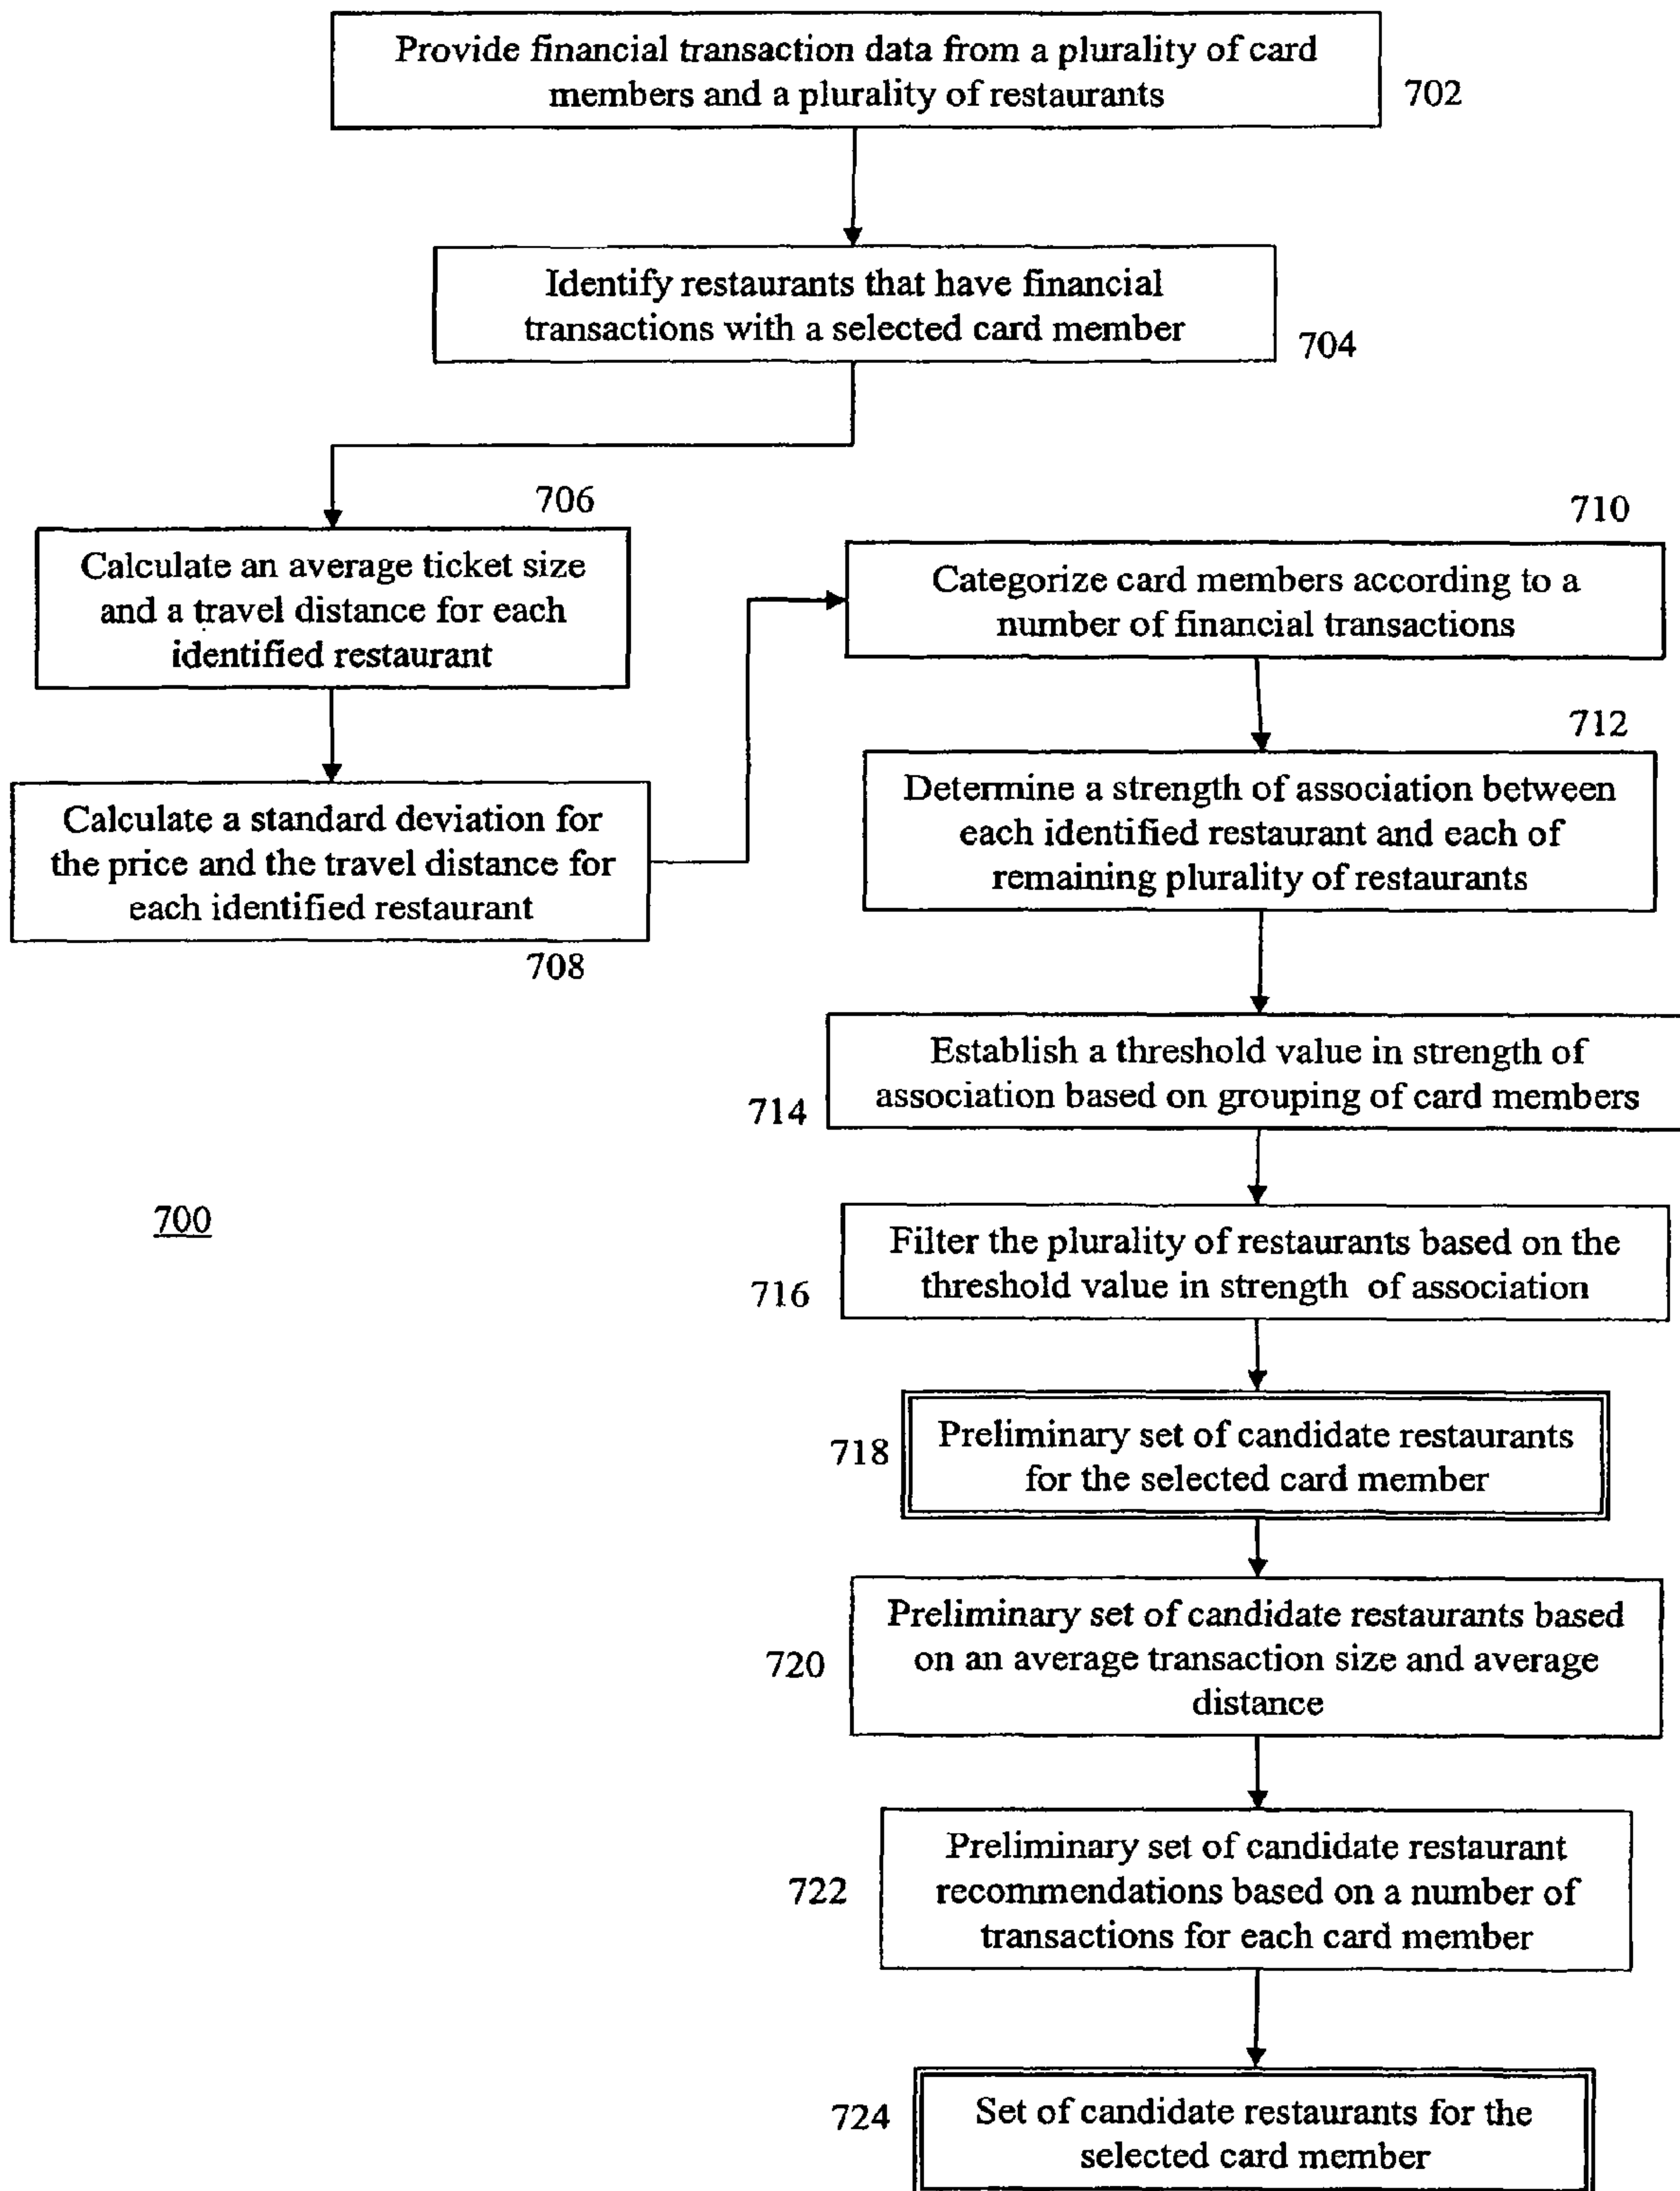 Provide financial transaction data from a plurality of card
members and a plurality of restaurants
702
Identify restaurants that have financial
transactions with a selected card member
704
706
Calculate an average ticket size
and a travel distance for each
identified restaurant
Calculate a standard deviation for
the price and the travel distance for
each identified restaurant
708
710
Categorize card members according to a
number of financial transactions
712
Determine a strength of association between
each identified restaurant and each of
remaining plurality of restaurants
Establish a threshold value in strength of
association based on grouping of card members
714
700
Filter the plurality of restaurants based on the
threshold value in strength of association
716
718
Preliminary set of candidate restaurants
for the selected card member
Preliminary set of candidate restaurants based
on an average transaction size and average
distance
720
Preliminary set of candidate restaurant
recommendations based on a number of
transactions for each card member
722
724
Set of candidate restaurants for the
selected card member